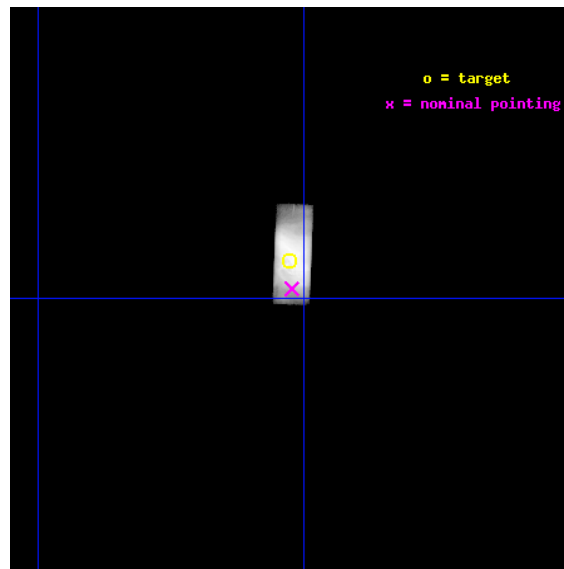 o = target
x = nominal pointing